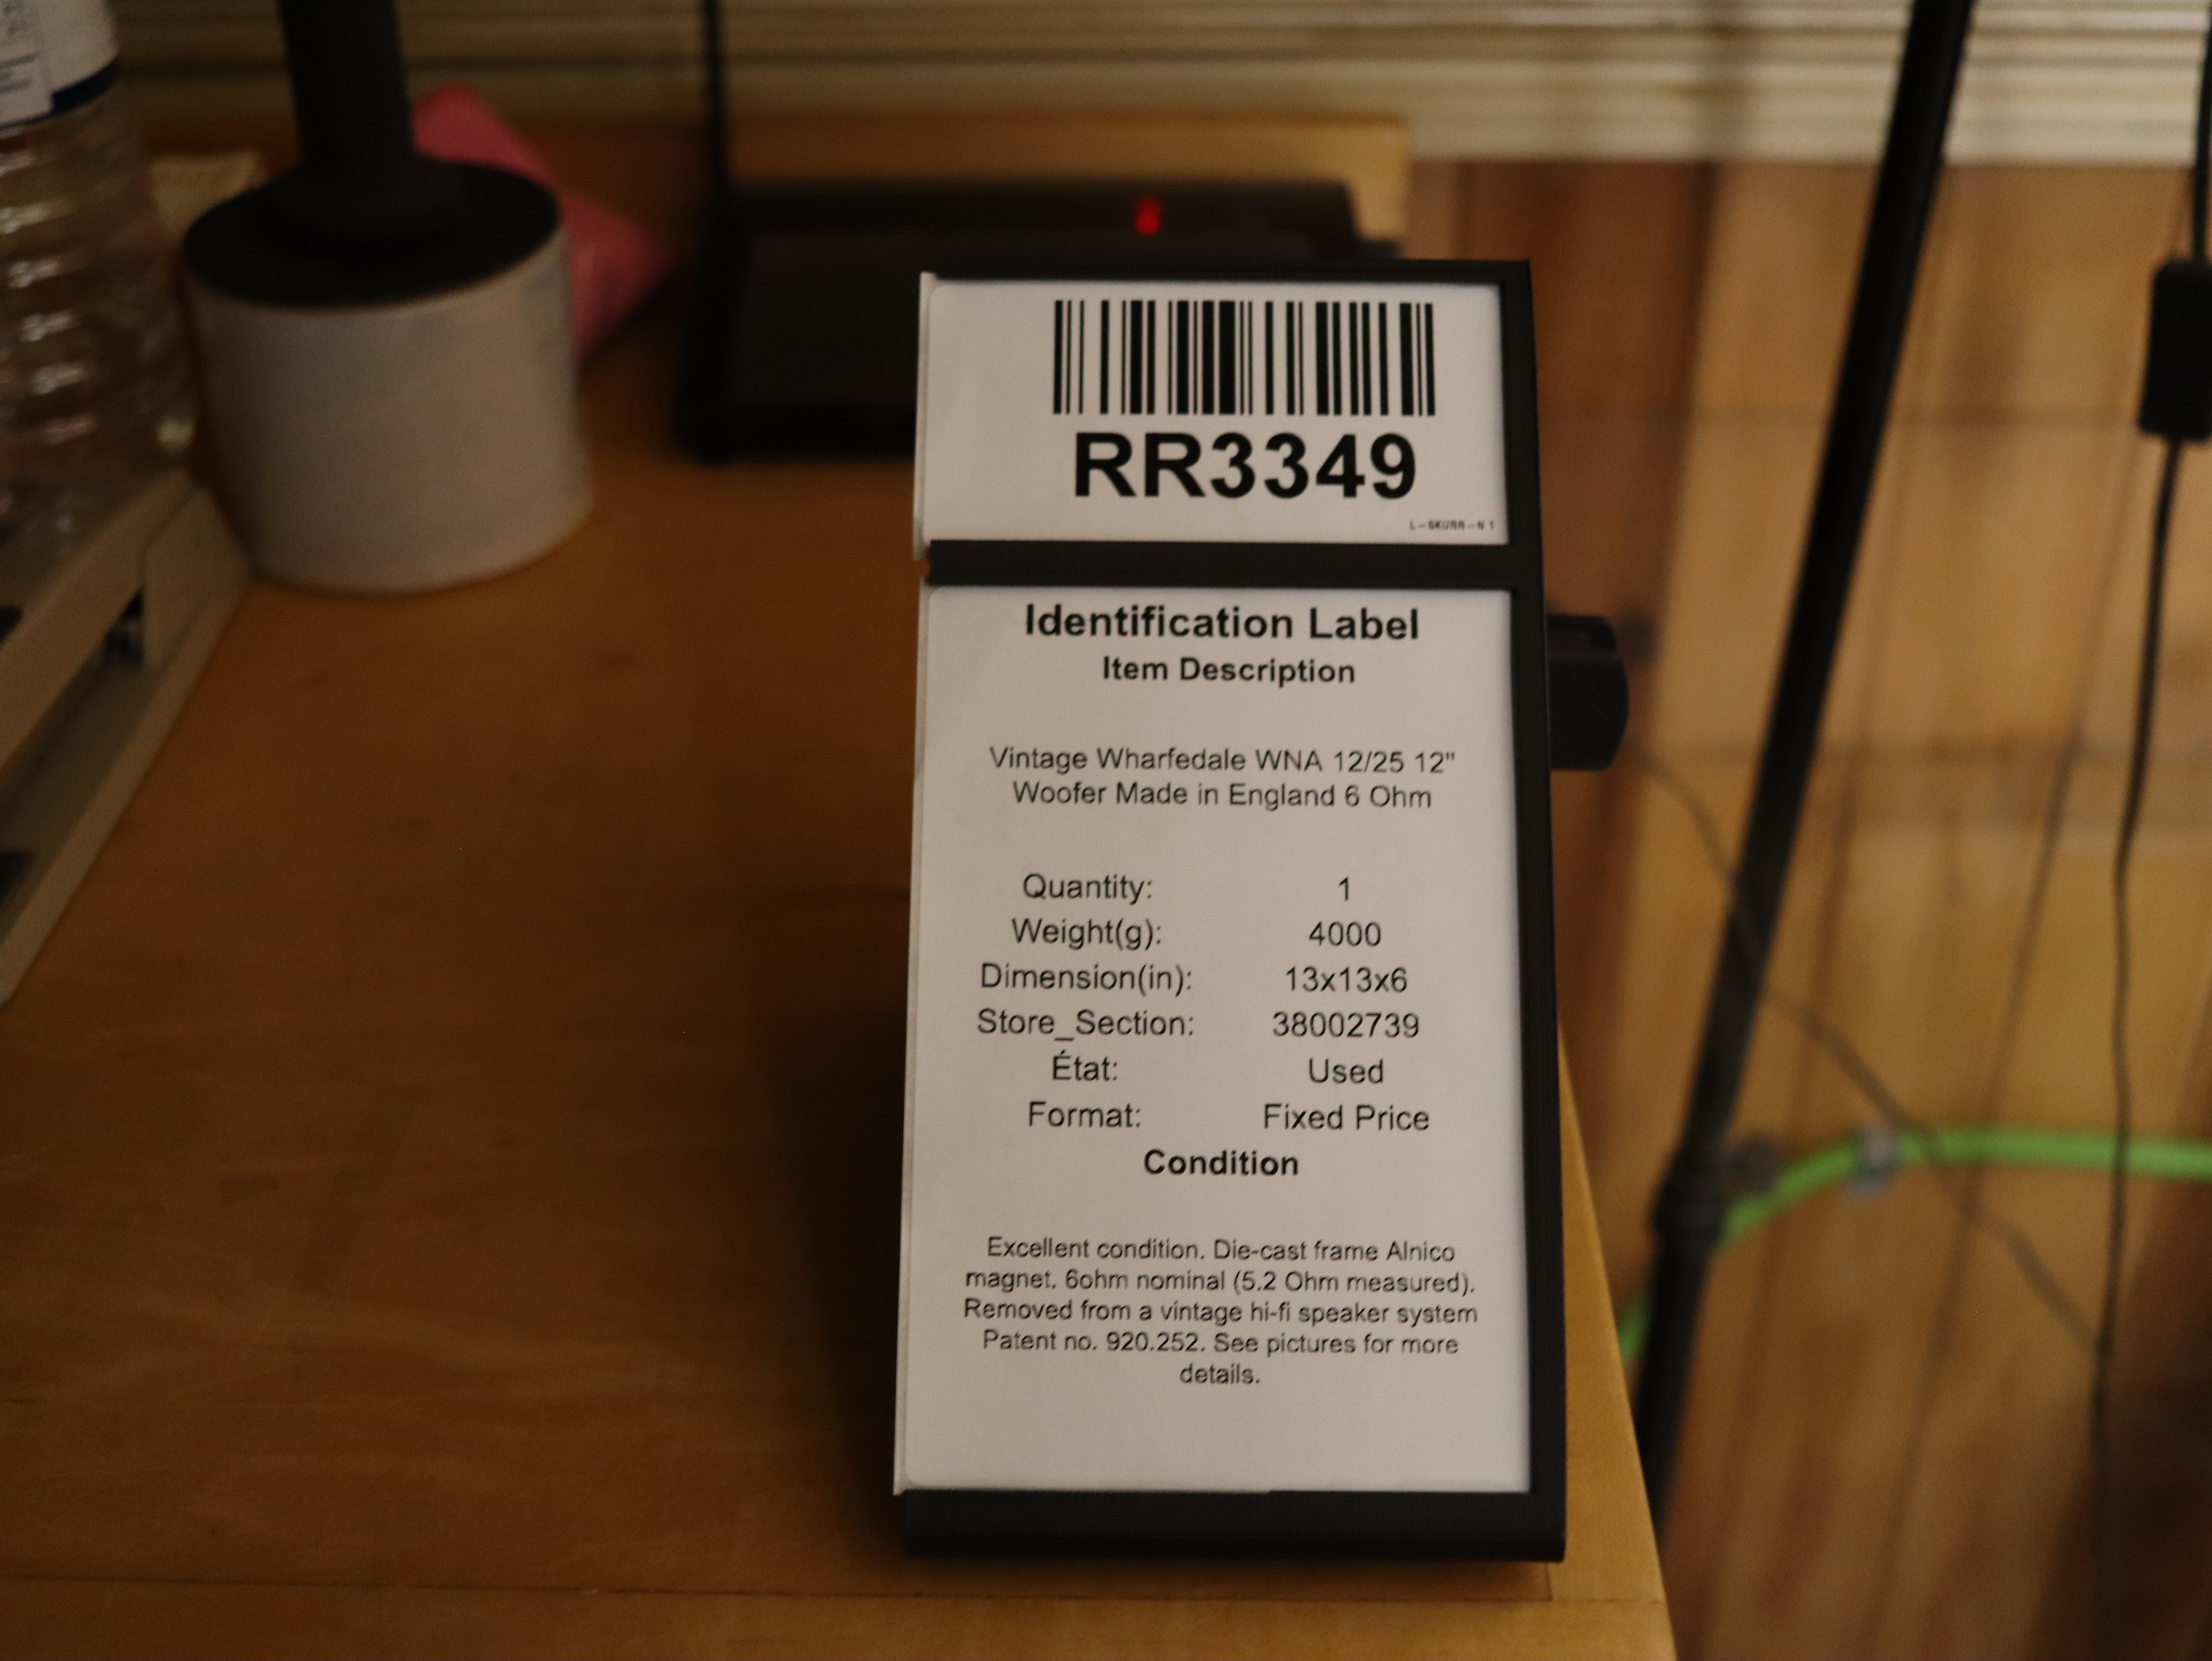 RR3349
L-SKURR-N 1
Identification Label
Item Description
Vintage Wharfedale WNA 12/25 12"
Woofer Made in England 6 Ohm
Quantity: 1
Weight(g): 4000
Dimension(in): 13x13x6
Store_Section: 38002739
État: Used
Format: Fixed Price
Condition
Excellent condition. Die-cast frame Alnico
magnet. 6ohm nominal (5.2 Ohm measured).
Removed from a vintage hi-fi speaker system
Patent no. 920.252. See pictures for more
details.